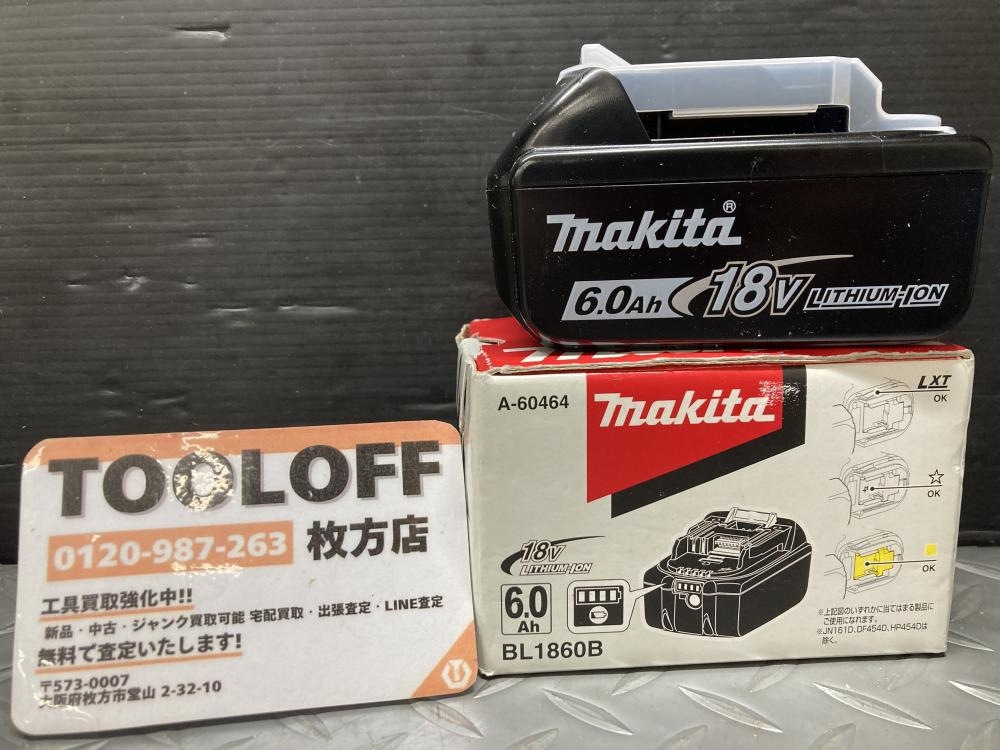 makita®
6.0Ah 18V LITHIUM-ION
A-60464
makita
LXT
OK
☆
OK
OK
18V
LITHIUM-ION
6.0
Ah
BL1860B
※上記図のいずれかに当てはまる製品に
ご使用になれます。
※JN161D、DF454D、HP454Dは
除く。
TOOLOFF
0120-987-263 枚方店
工具買取強化中!!
新品・中古・ジャンク買取可能 宅配買取・出張査定・LINE査定
無料で査定いたします!
〒573-0007
大阪府枚方市堂山 2-32-10